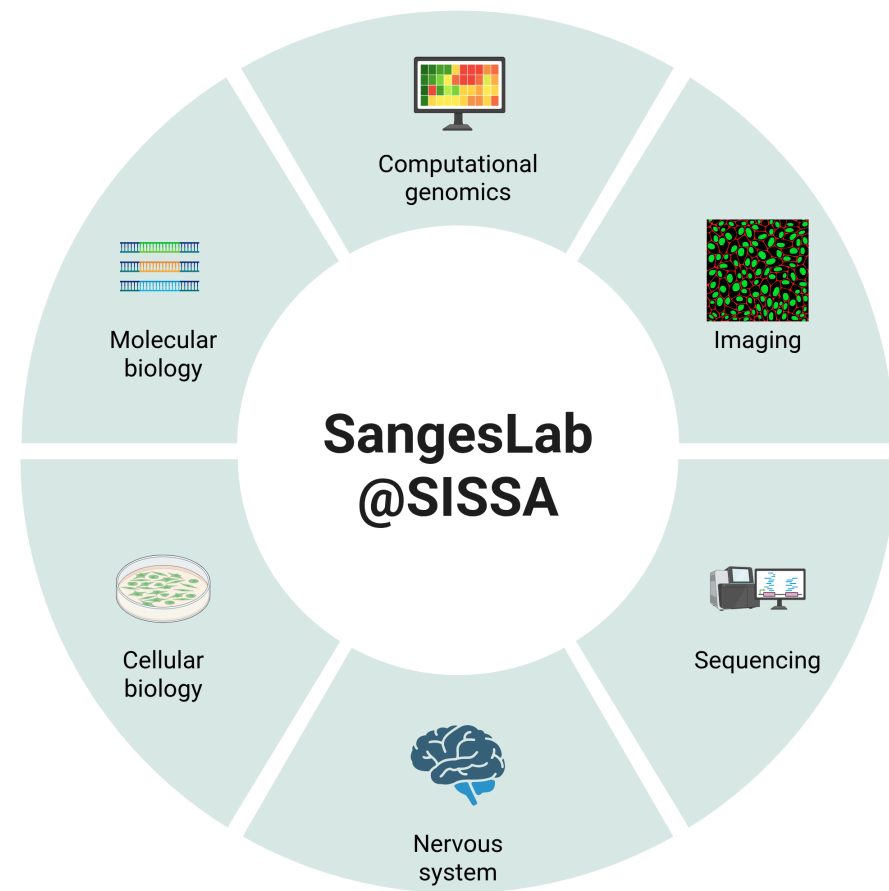 Computational
genomics
Molecular
biology
Imaging
SangesLab
@SISSA
Cellular
biology
Sequencing
Nervous
system